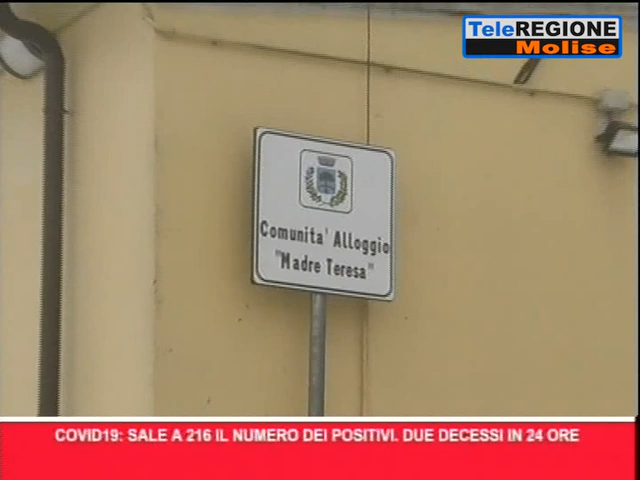 TeleREGIONE
Molise
Comunita' Alloggio
"Madre Teresa"
COVID19: SALE A 216 IL NUMERO DEI POSITIVI. DUE DECESSI IN 24 ORE